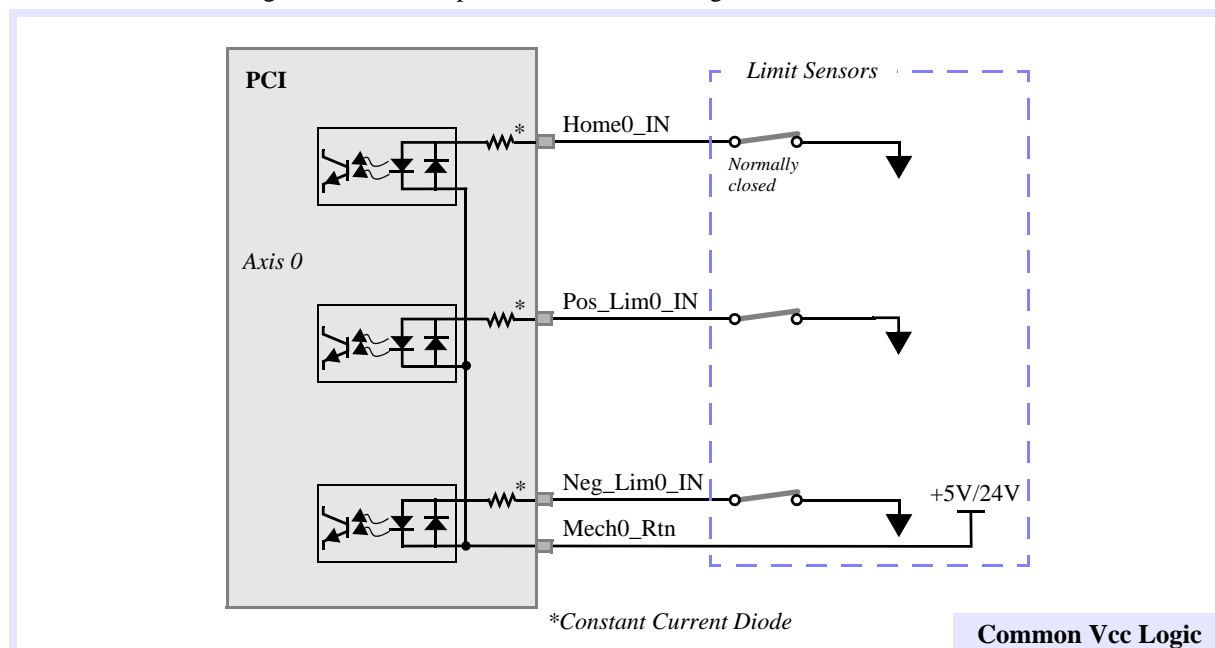 PCI
Limit Sensors
*
Home0_IN
Normally
closed
Axis 0
*
Pos_Lim0_IN
*
Neg_Lim0_IN
+5V/24V
Mech0_Rtn
*Constant Current Diode
Common Vcc Logic